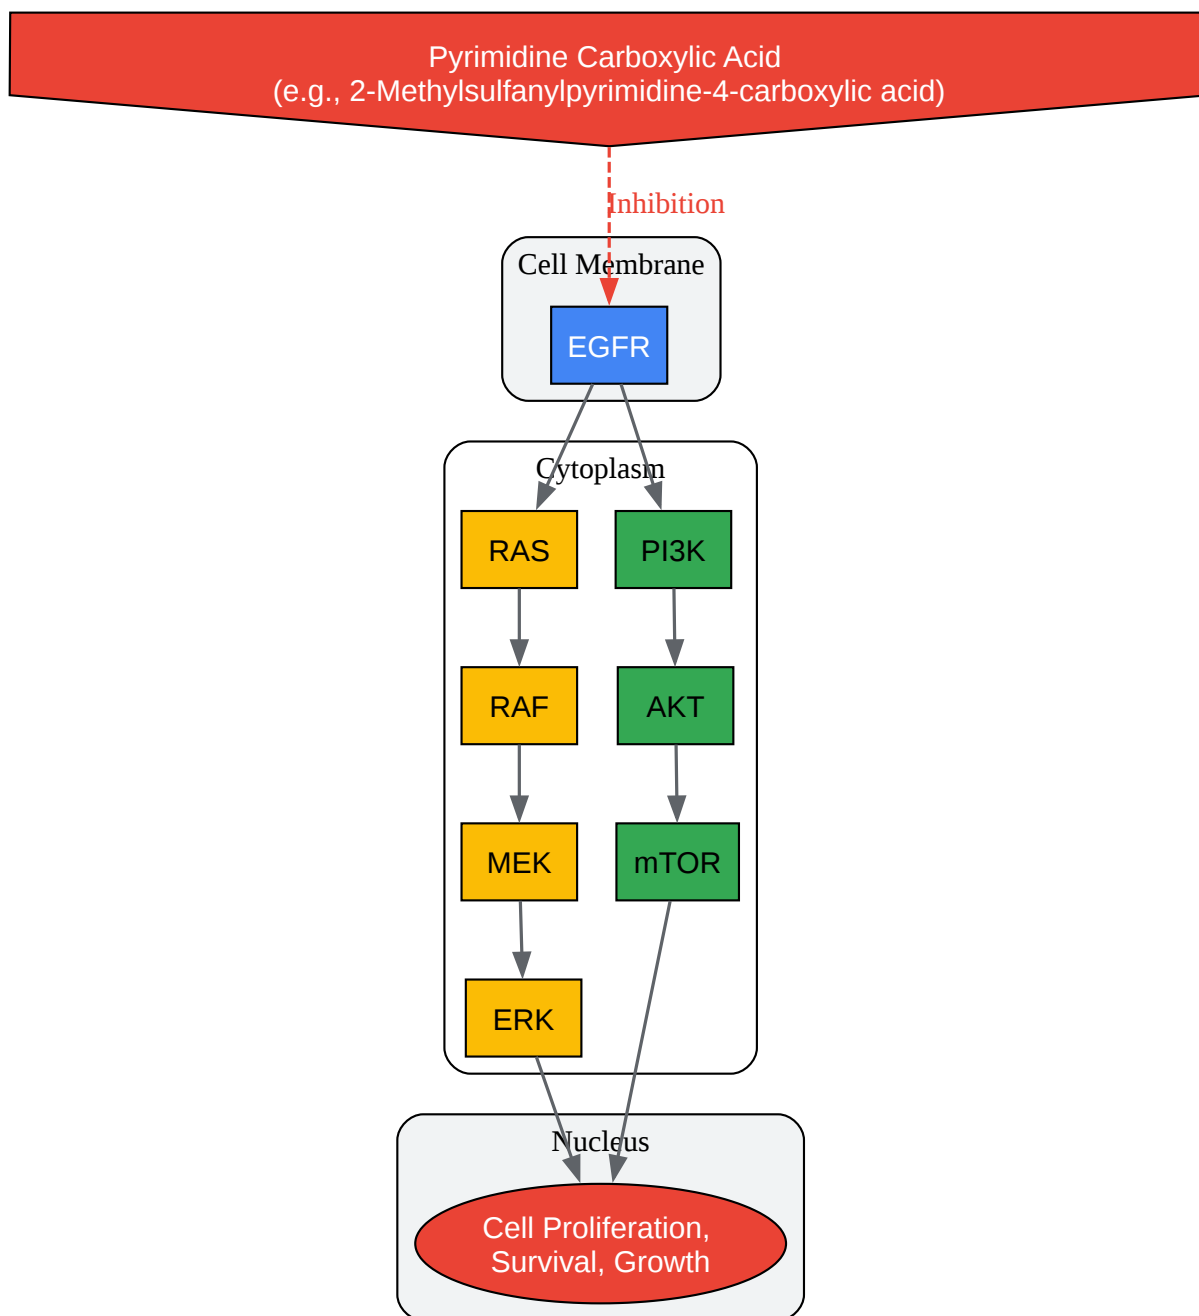 Pyrimidine Carboxylic Acid
(e.g., 2-Methylsulfanylpyrimidine-4-carboxylic acid)
Inhibition
Cell Membrane
EGFR
Cytoplasm
RAS
PI3K
RAF
AKT
MEK
mTOR
ERK
Nucleus
Cell Proliferation,
Survival, Growth